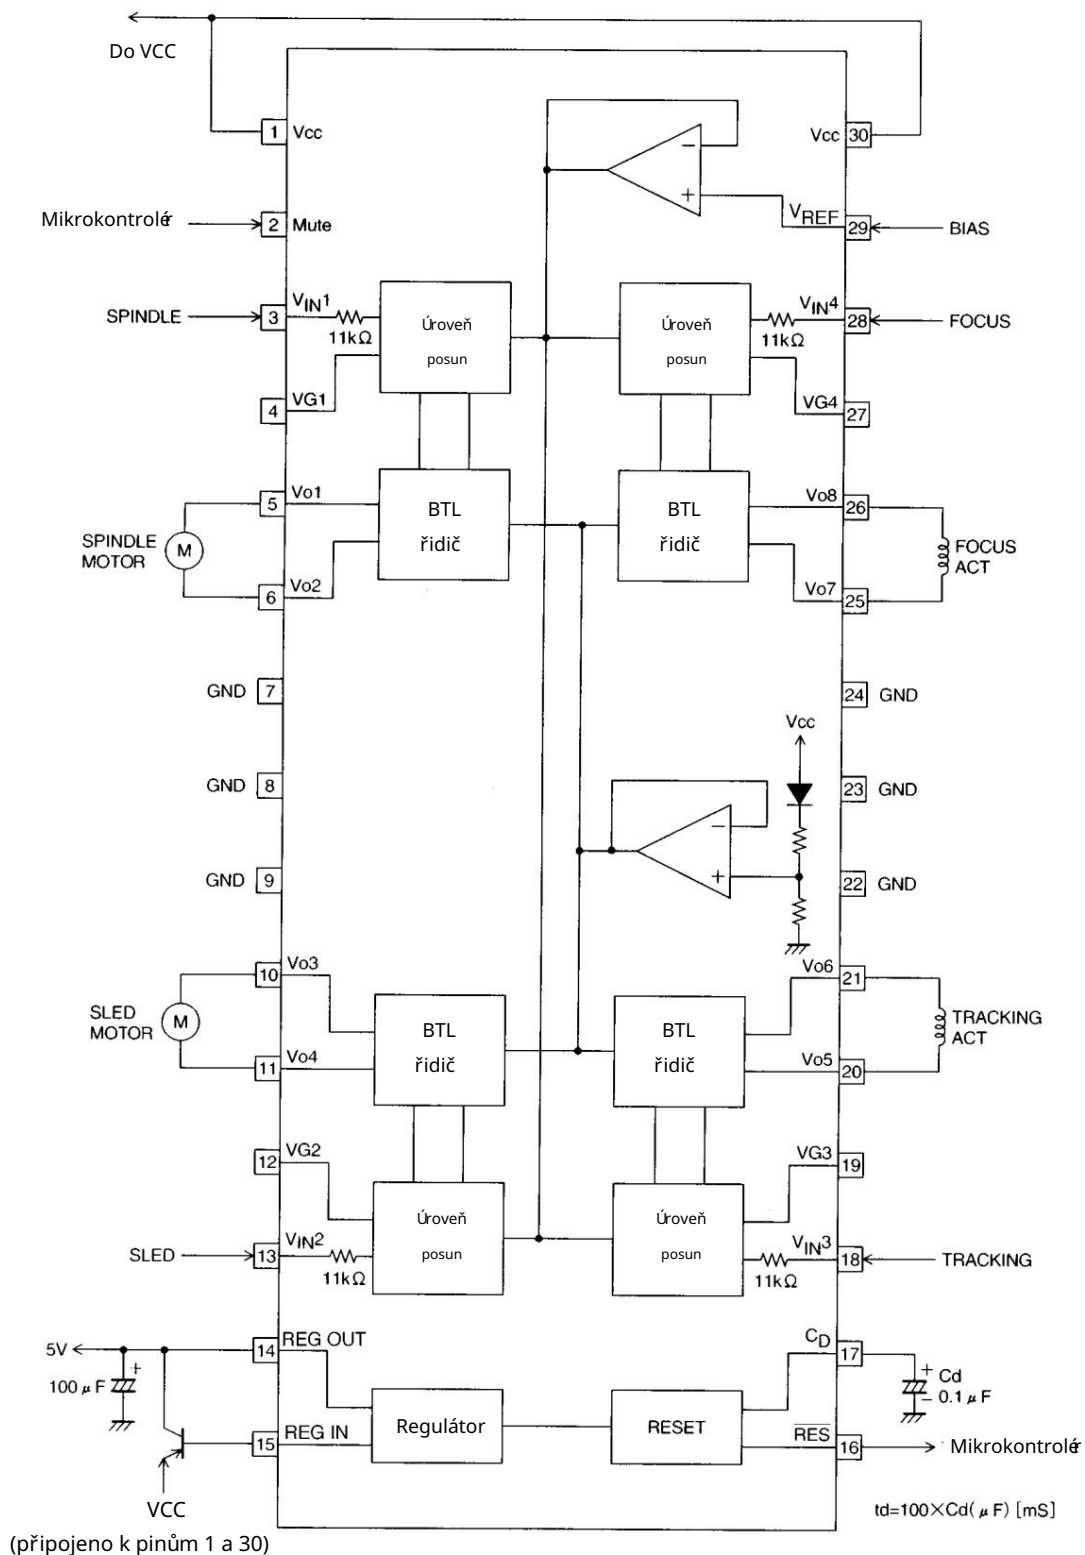 Do VCC
1 Vcc
Vcc 30
Mikrokontrolér
2 Mute
VREF
29
BIAS
SPINDLE
3
VIN1
11kΩ
Úroveň
posun
Úroveň
posun
VIN4
11kΩ
28
FOCUS
4
VG1
VG4
27
5
Vo1
BTL
řidič
BTL
řidič
Vo8
26
SPINDLE
MOTOR
M
FOCUS
ACT
6
Vo2
Vo7
25
GND 7
24 GND
Vcc
GND 8
23 GND
GND 9
22 GND
10
Vo3
Vo6
21
SLED
MOTOR
M
BTL
řidič
BTL
řidič
TRACKING
ACT
11
Vo4
Vo5
20
12
VG2
VG3
19
Úroveň
posun
Úroveň
posun
SLED
13
VIN2
11kΩ
VIN3
11kΩ
18
TRACKING
5V
14
REG OUT
CD
17
+
100μF
+
Cd
− 0.1μF
Regulátor
RESET
15
REG IN
RES
16
Mikrokontrolér
VCC
(připojeno k pinům 1 a 30)
td=100×Cd(μF) [mS]